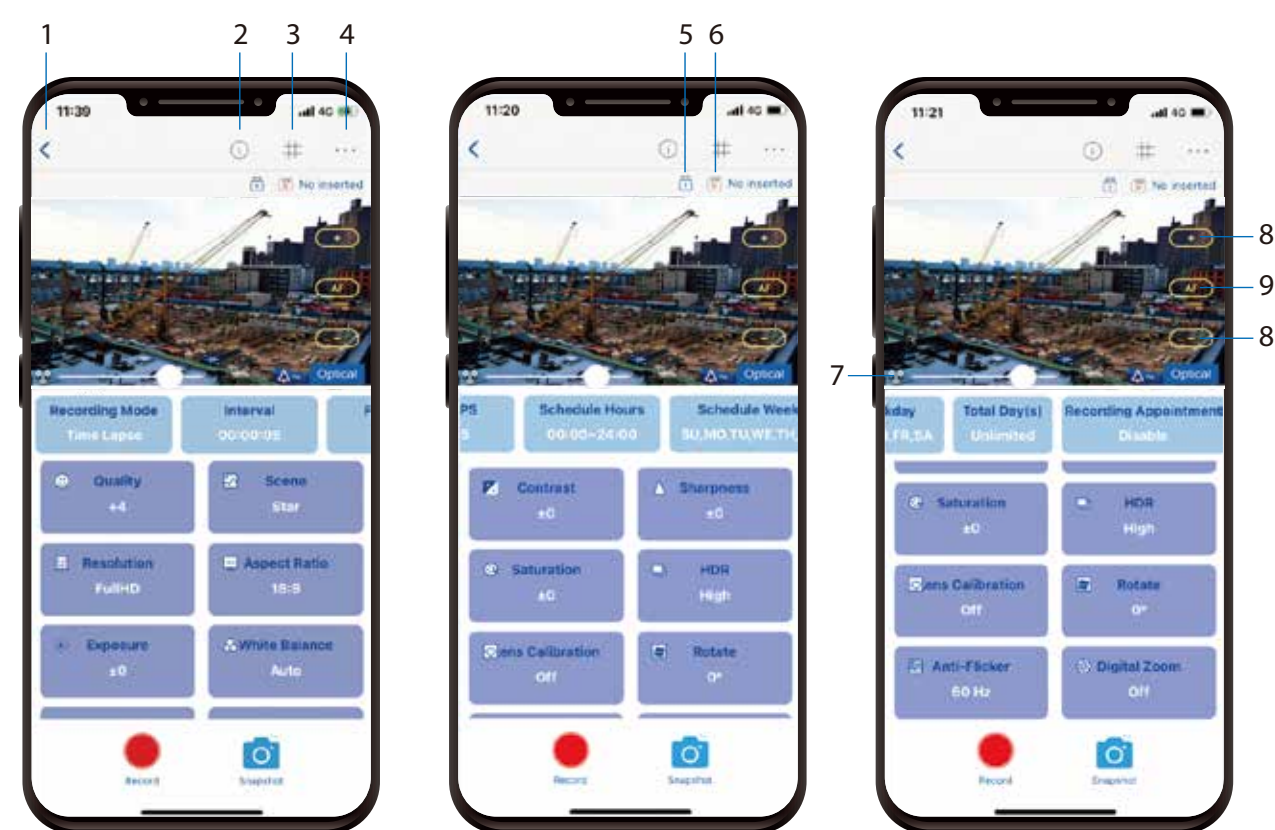 1 2 3 4
5 6
11:39 4G
No inserted
+
AF
-
Optical
Recording Mode
Time Lapse
Interval
00:00:05
Quality
+4
Scene
Star
Resolution
FullHD
Aspect Ratio
16:9
Exposure
±0
White Balance
Auto
Record
Snapshot
11:20 4G
No inserted
+
AF
-
Optical
PS
5
Schedule Hours
00:00~24:00
Schedule Week
SU,MO,TU,WE,TH,
Contrast
±0
Sharpness
±0
Saturation
±0
HDR
High
ens Calibration
Off
Rotate
0°
Record
Snapshot
11:21 4G
No inserted
+
8
AF
9
-
8
7
Optical
kday
,FR,SA
Total Day(s)
Unlimited
Recording Appointment
Disable
Saturation
±0
HDR
High
ens Calibration
Off
Rotate
0°
Anti-Flicker
60 Hz
Digital Zoom
Off
Record
Snapshot